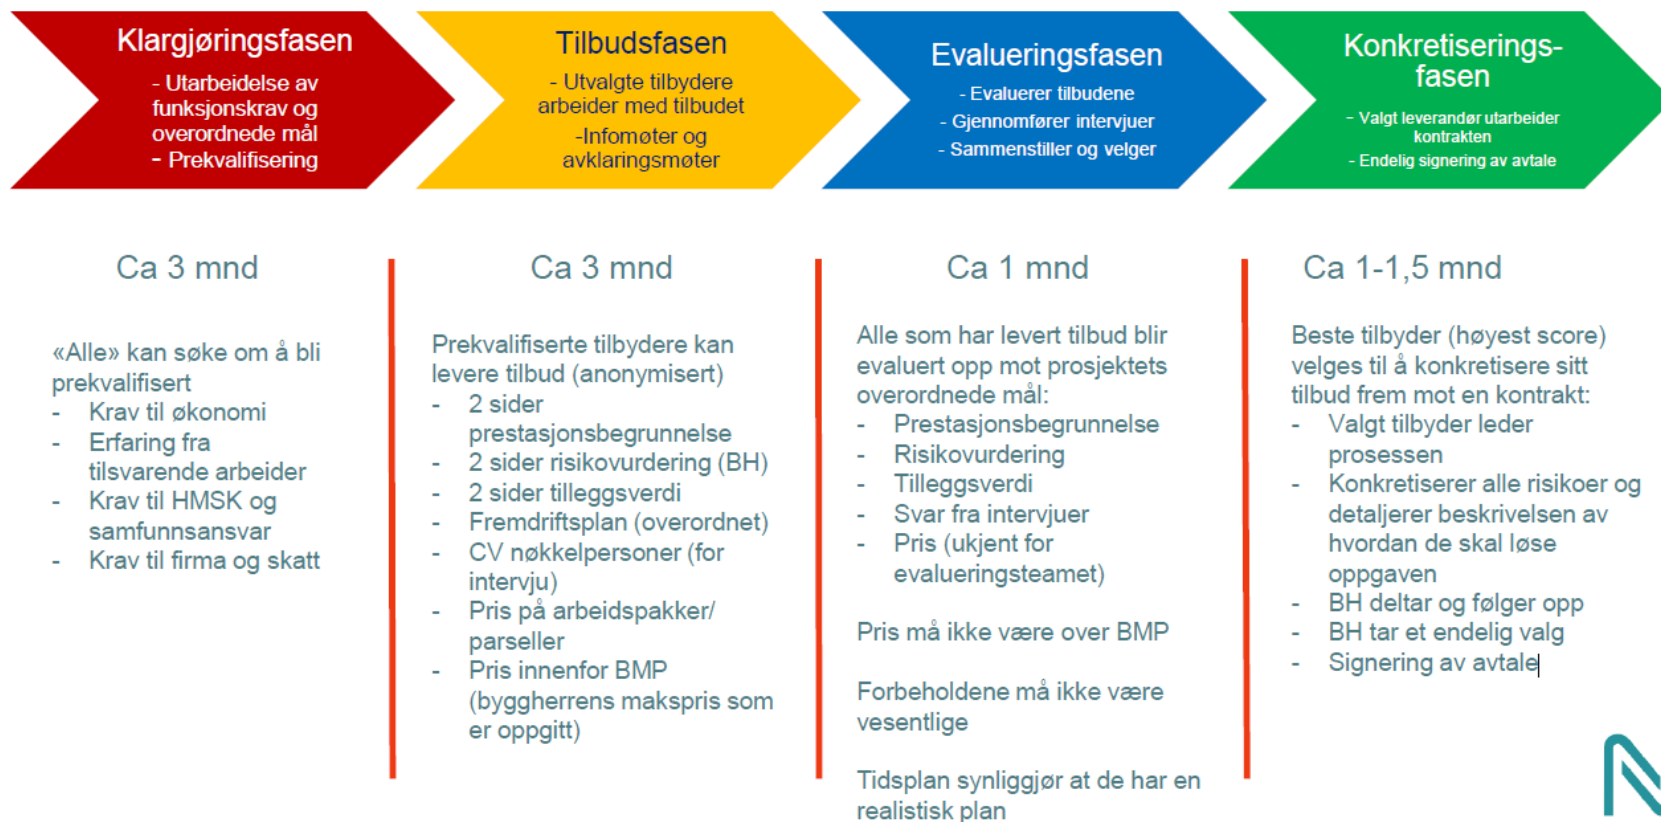 Klargjøringsfasen
- Utarbeidelse av
funksjonskrav og
overordnede mål
- Prekvalifisering
Tilbudsfasen
- Utvalgte tilbydere
arbeider med tilbudet
-Infomøter og
avklaringsmøter
Evalueringsfasen
- Evaluerer tilbudene
- Gjennomfører intervjuer
- Sammenstiller og velger
Konkretiserings-
fasen
- Valgt leverandør utarbeider
kontrakten
- Endelig signering av avtale
Ca 3 mnd
«Alle» kan søke om å bli
prekvalifisert
- Krav til økonomi
- Erfaring fra
tilsvarende arbeider
- Krav til HMSK og
samfunnsansvar
- Krav til firma og skatt
Ca 3 mnd
Prekvalifiserte tilbydere kan
levere tilbud (anonymisert)
- 2 sider
prestasjonsbegrunnelse
- 2 sider risikovurdering (BH)
- 2 sider tilleggsverdi
- Fremdriftsplan (overordnet)
- CV nøkkelpersoner (for
intervju)
- Pris på arbeidspakker/
parseller
- Pris innenfor BMP
(byggherrens makspris som
er oppgitt)
Ca 1 mnd
Alle som har levert tilbud blir
evaluert opp mot prosjektets
overordnede mål:
- Prestasjonsbegrunnelse
- Risikovurdering
- Tilleggsverdi
- Svar fra intervjuer
- Pris (ukjent for
evalueringsteamet)
Pris må ikke være over BMP
Forbeholdene må ikke være
vesentlige
Tidsplan synliggjør at de har en
realistisk plan
Ca 1-1,5 mnd
Beste tilbyder (høyest score)
velges til å konkretisere sitt
tilbud frem mot en kontrakt:
- Valgt tilbyder leder
prosessen
- Konkretiserer alle risikoer og
detaljerer beskrivelsen av
hvordan de skal løse
oppgaven
- BH deltar og følger opp
- BH tar et endelig valg
- Signering av avtale